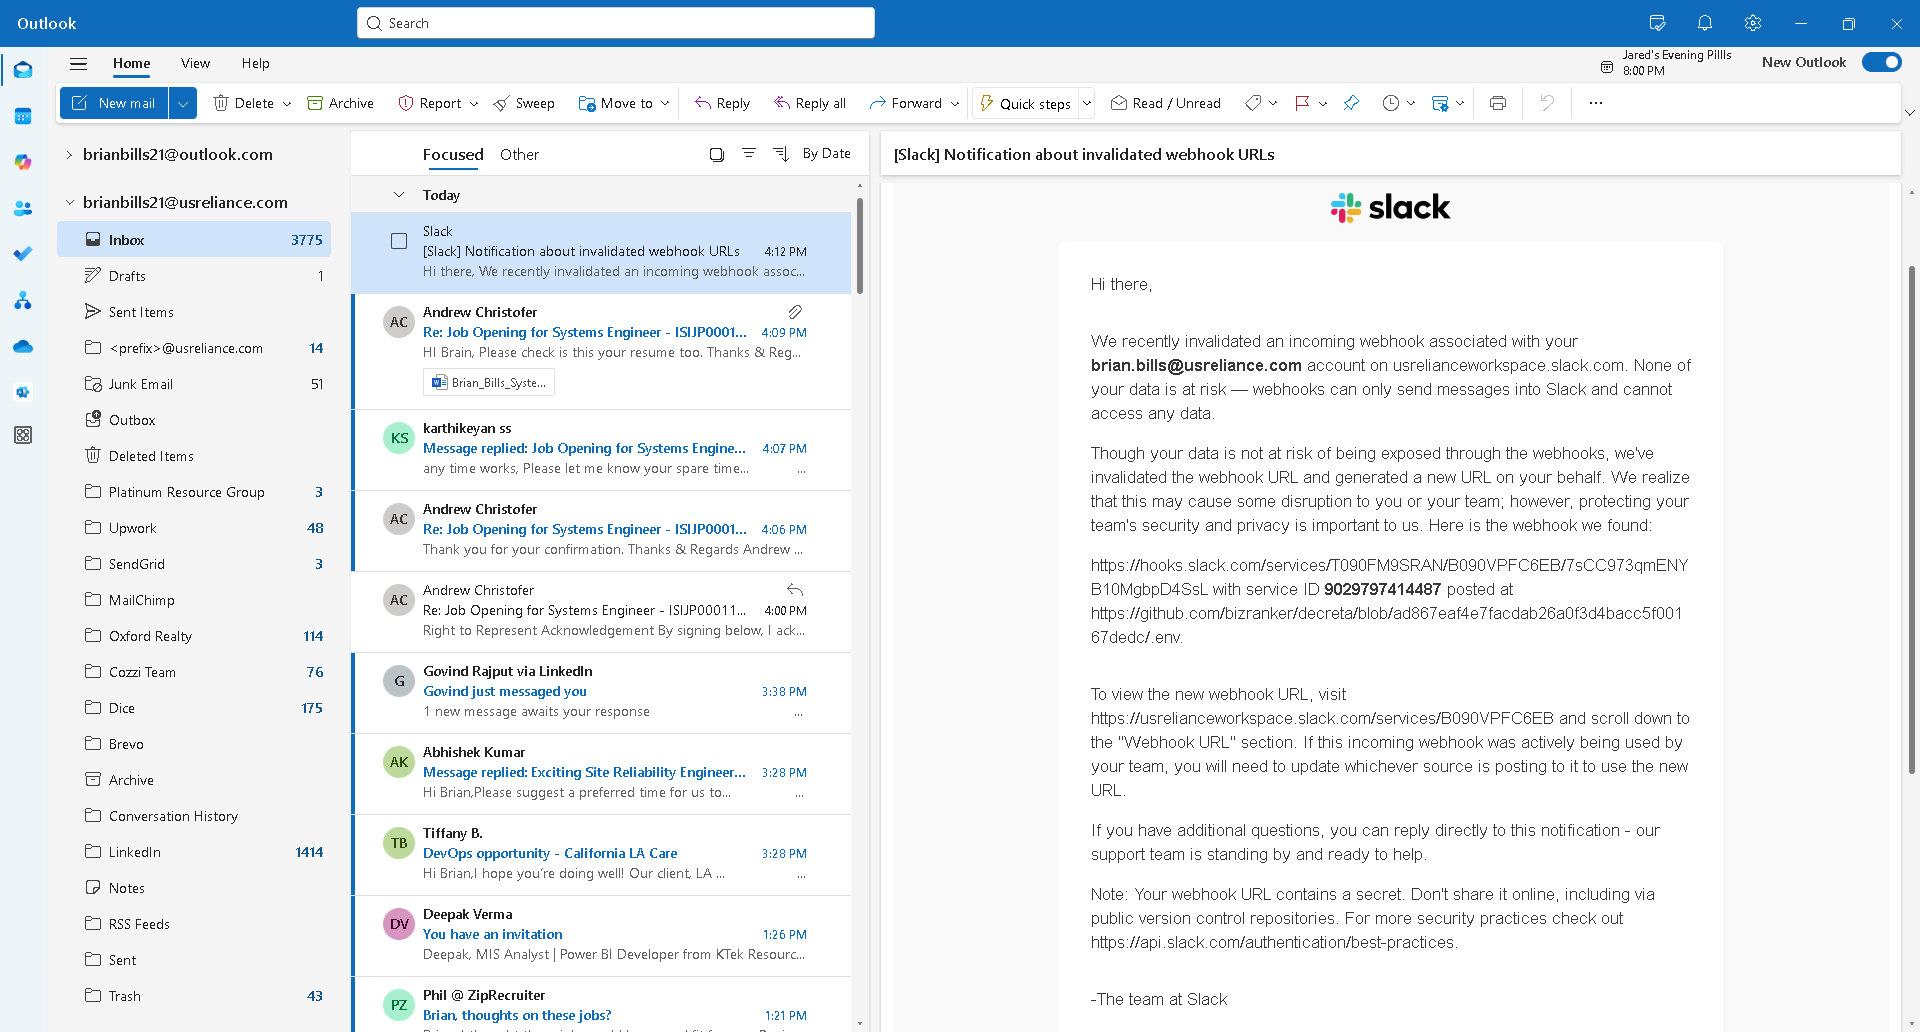 Outlook
Search
Home
View
Help
Jared's Evening Pillls
8:00 PM
New Outlook
New mail
Delete
Archive
Report
Sweep
Move to
Reply
Reply all
Forward
Quick steps
Read / Unread
brianbills21@outlook.com
brianbills21@usreliance.com
Inbox 3775
Drafts 1
Sent Items
<prefix>@usreliance.com 14
Junk Email 51
Outbox
Deleted Items
Platinum Resource Group 3
Upwork 48
SendGrid 3
MailChimp
Oxford Realty 114
Cozzi Team 76
Dice 175
Brevo
Archive
Conversation History
LinkedIn 1414
Notes
RSS Feeds
Sent
Trash 43
Focused
Other
By Date
Today
Slack
[Slack] Notification about invalidated webhook URLs 4:12 PM
Hi there, We recently invalidated an incoming webhook assoc...
AC
Andrew Christofer
Re: Job Opening for Systems Engineer - ISIJP0001... 4:09 PM
HI Brain, Please check is this your resume too. Thanks & Reg...
Brian_Bills_Syste...
KS
karthikeyan ss
Message replied: Job Opening for Systems Engine... 4:07 PM
any time works, Please let me know your spare time... ...
AC
Andrew Christofer
Re: Job Opening for Systems Engineer - ISIJP0001... 4:06 PM
Thank you for your confirmation. Thanks & Regards Andrew ...
AC
Andrew Christofer
Re: Job Opening for Systems Engineer - ISIJP00011... 4:00 PM
Right to Represent Acknowledgement By signing below, I ack...
G
Govind Rajput via LinkedIn
Govind just messaged you 3:38 PM
1 new message awaits your response ...
AK
Abhishek Kumar
Message replied: Exciting Site Reliability Engineer... 3:28 PM
Hi Brian,Please suggest a preferred time for us to... ...
TB
Tiffany B.
DevOps opportunity - California LA Care 3:28 PM
Hi Brian,I hope you're doing well! Our client, LA ... ...
DV
Deepak Verma
You have an invitation 1:26 PM
Deepak, MIS Analyst | Power BI Developer from KTek Resourc...
PZ
Phil @ ZipRecruiter
Brian, thoughts on these jobs? 1:21 PM
[Slack] Notification about invalidated webhook URLs
slack
Hi there,
We recently invalidated an incoming webhook associated with your
brian.bills@usreliance.com account on usrelianceworkspace.slack.com. None of
your data is at risk — webhooks can only send messages into Slack and cannot
access any data.
Though your data is not at risk of being exposed through the webhooks, we've
invalidated the webhook URL and generated a new URL on your behalf. We realize
that this may cause some disruption to you or your team; however, protecting your
team's security and privacy is important to us. Here is the webhook we found:
https://hooks.slack.com/services/T090FM9SRAN/B090VPFC6EB/7sCC973qmENY
B10MgbpD4SsL with service ID 9029797414487 posted at
https://github.com/bizranker/decreta/blob/ad867eaf4e7facdab26a0f3d4bacc5f001
67dedc/.env.
To view the new webhook URL, visit
https://usrelianceworkspace.slack.com/services/B090VPFC6EB and scroll down to
the "Webhook URL" section. If this incoming webhook was actively being used by
your team, you will need to update whichever source is posting to it to use the new
URL.
If you have additional questions, you can reply directly to this notification - our
support team is standing by and ready to help.
Note: Your webhook URL contains a secret. Don't share it online, including via
public version control repositories. For more security practices check out
https://api.slack.com/authentication/best-practices.
-The team at Slack